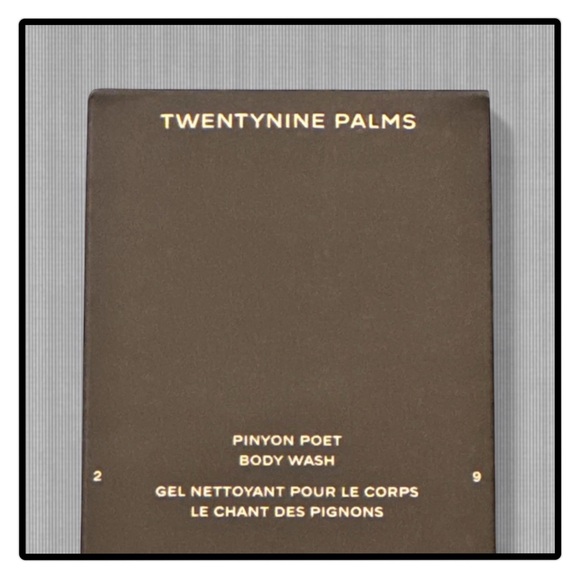 TWENTYNINE PALMS
PINYON POET
BODY WASH
2 9
GEL NETTOYANT POUR LE CORPS
LE CHANT DES PIGNONS